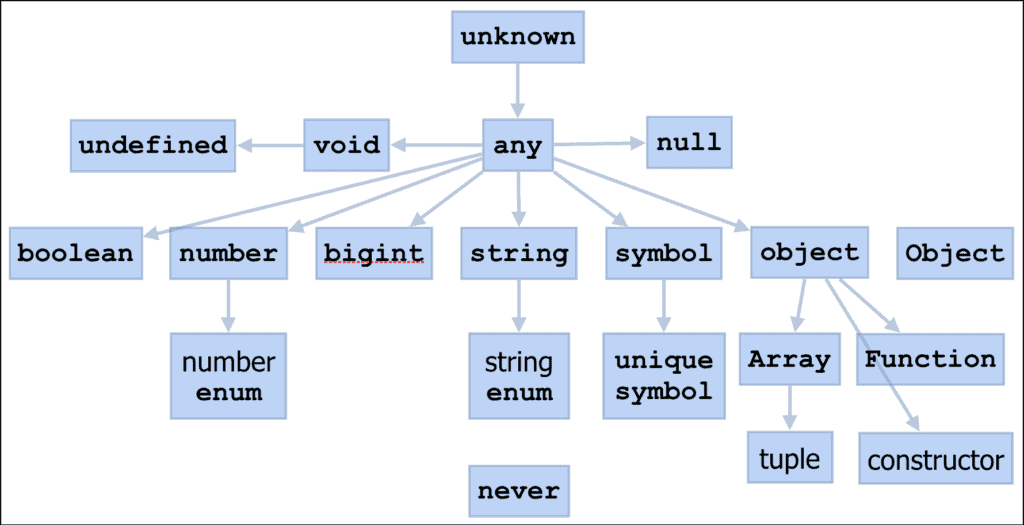 unknown
undefined
void
any
null
boolean
number
bigint
string
symbol
object
Object
number
enum
string
enum
unique
symbol
Array
Function
tuple
constructor
never